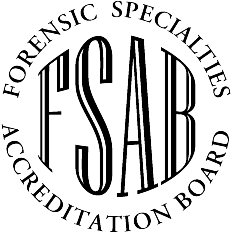 FORENSIC SPECIALTIES
FSAB
ACCREDITATION BOARD